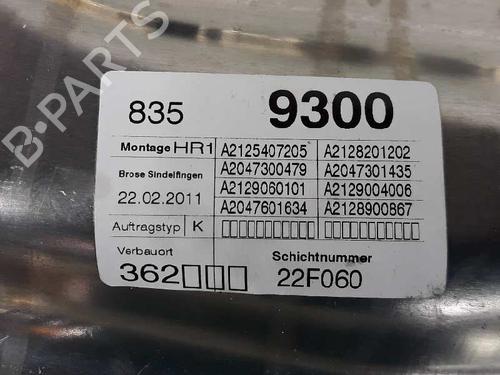 B-PARTS
835 9300
Montage HR1 A2125407205 A2128201202
A2047300479 A2047301435
Brose Sindelfingen A2129060101 A2129004006
22.02.2011 A2047601634 A2128900867
Auftragstyp K ▯▯▯▯▯▯▯▯▯▯▯ ▯▯▯▯▯▯▯▯▯▯▯
Verbauort Schichtnummer
362▯▯▯ 22F060